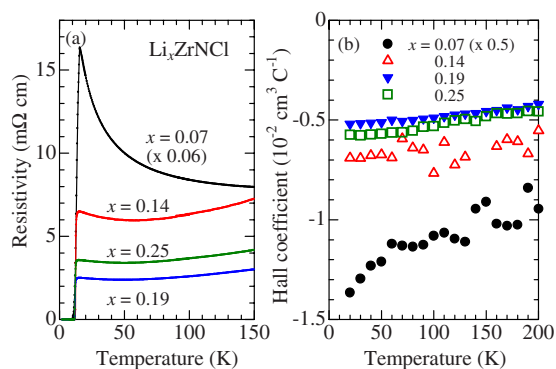 (a)
Li_xZrNCl
x = 0.07
(x 0.06)
x = 0.14
x = 0.25
x = 0.19
15
10
5
0
Resistivity (mΩ cm)
0 50 100 150
Temperature (K)
(b)
x = 0.07 (x 0.5)
0.14
0.19
0.25
-0
-0.5
-1
-1.5
Hall coefficient (10⁻² cm³ C⁻¹)
0 50 100 150 200
Temperature (K)